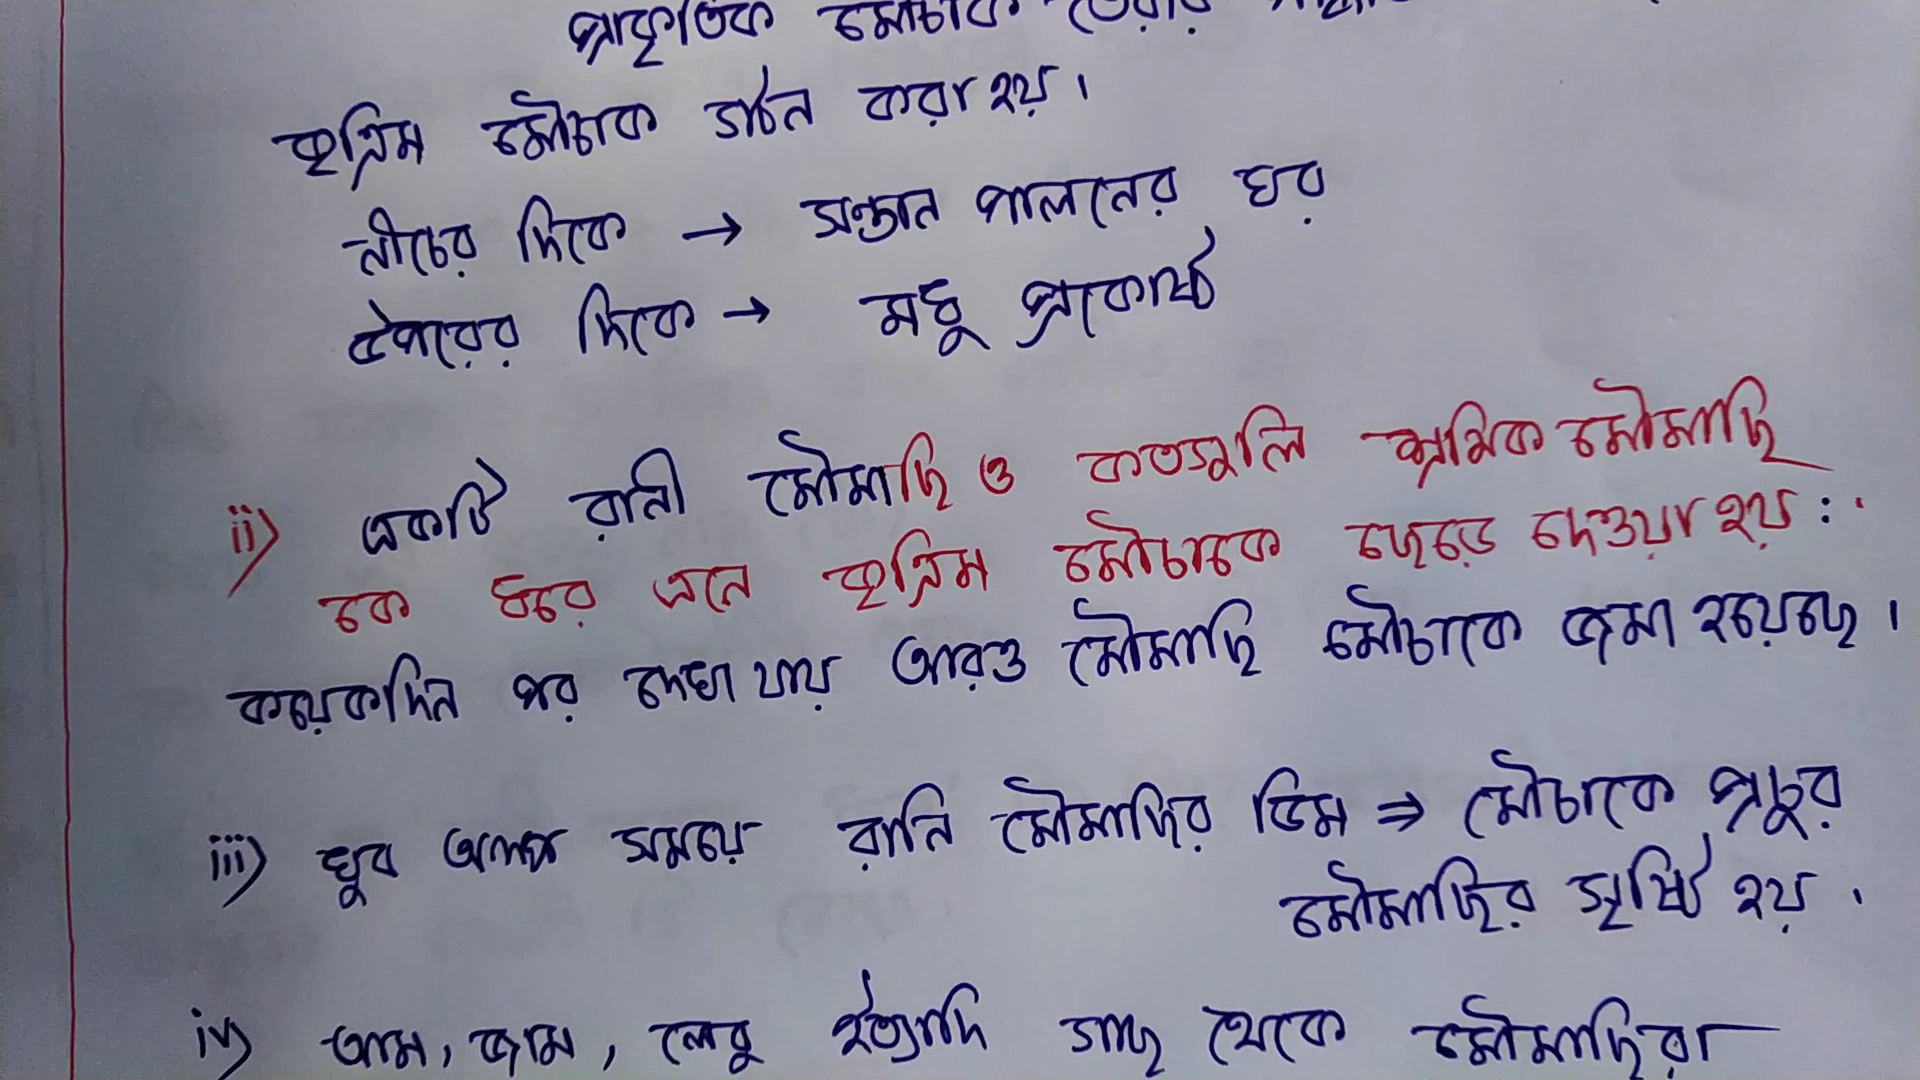 প্রাকৃতিক মৌচাক তৈরীর
কৃত্রিম মৌচাক গঠন করা হয়।
নীচের দিকে → সন্তান পালনের ঘর
উপরের দিকে → মধু প্রকোষ্ঠ
ii) একটি রানী মৌমাছি ও কতগুলি শ্রমিক মৌমাছি
কে ধরে এনে কৃত্রিম মৌচাকে ছেড়ে দেওয়া হয় :.
কয়েকদিন পর দেখা যায় আরও মৌমাছি মৌচাকে জমা হয়েছে।
iii) খুব অল্প সময়ে রানি মৌমাছির ডিম ⇒ মৌচাকে প্রচুর
মৌমাছির সৃষ্টি হয়।
iv) আম, জাম, লেবু ইত্যাদি গাছ থেকে মৌমাছিরা